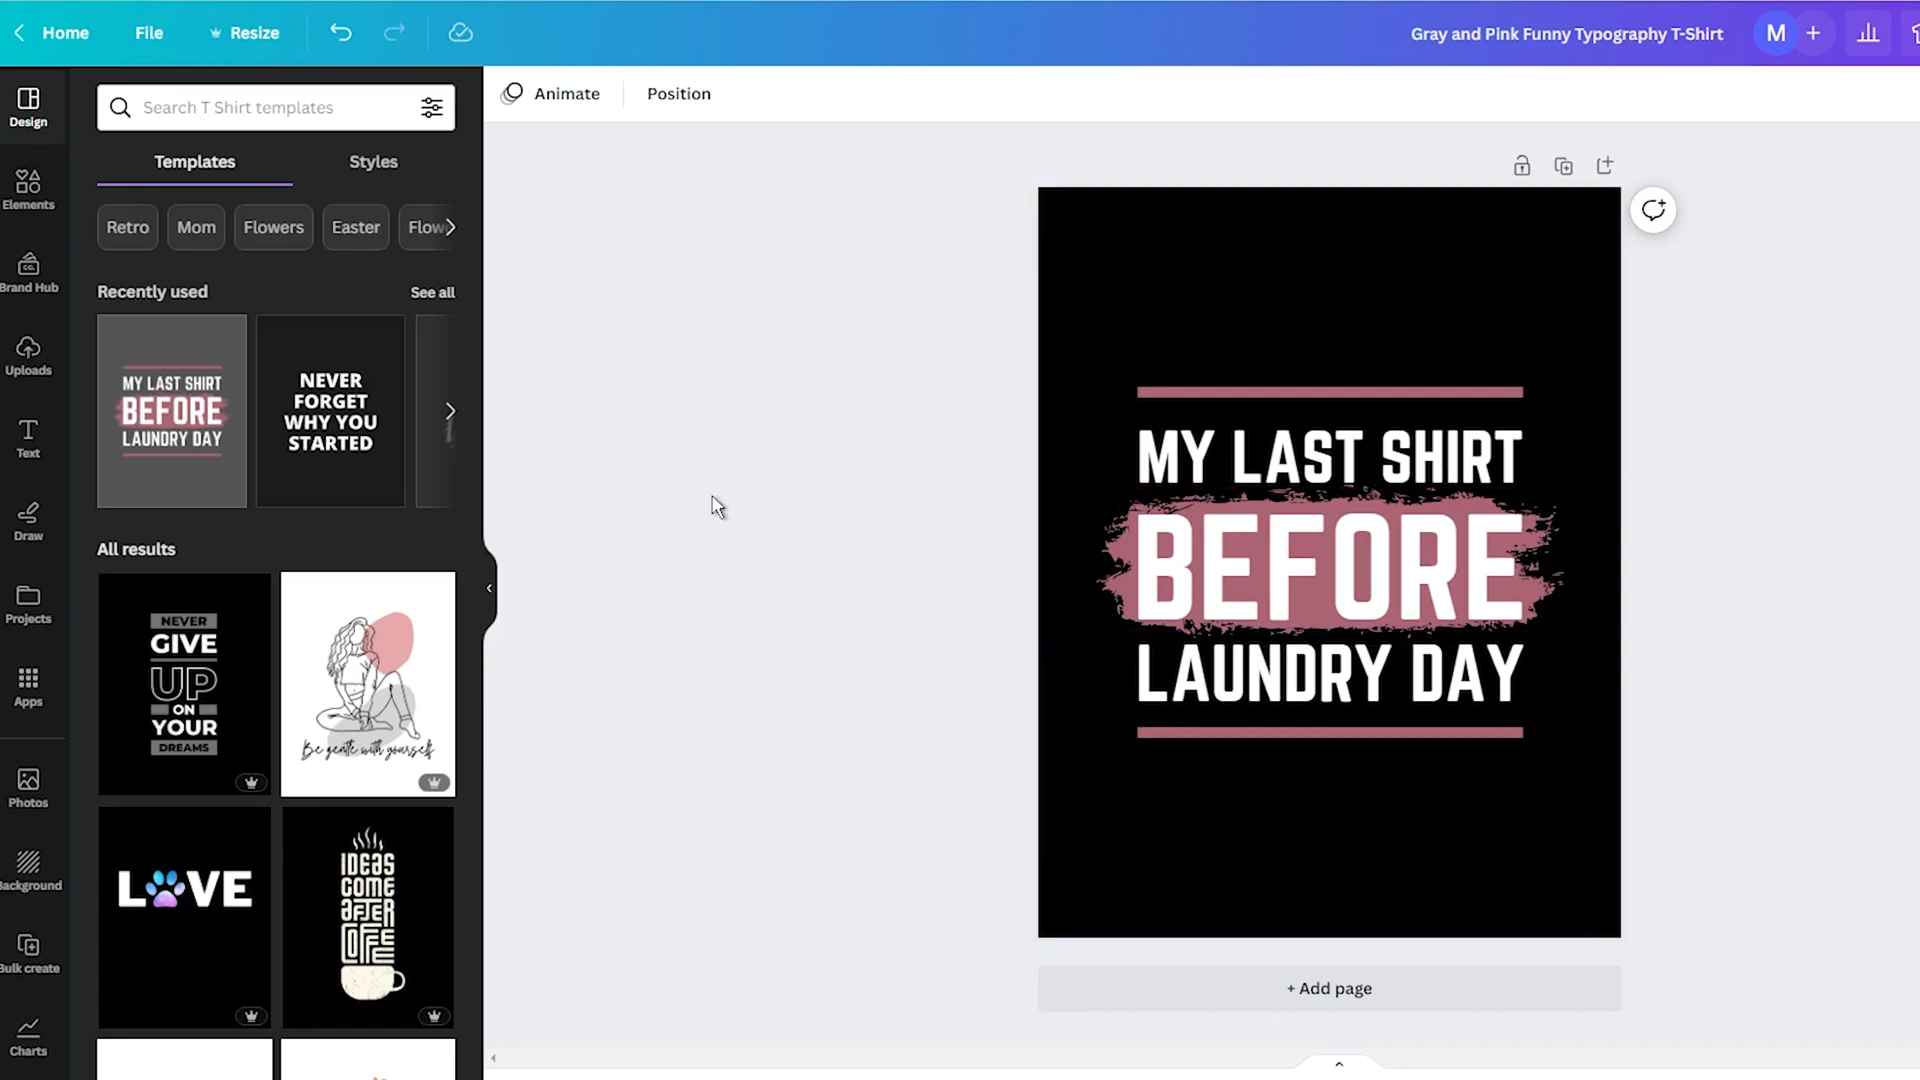 Home File Resize
Gray and Pink Funny Typography T-Shirt M +
Design
Elements
Brand Hub
Uploads
Text
Draw
Projects
Apps
Photos
Background
Bulk create
Charts
Search T Shirt templates
Templates Styles
Retro Mom Flowers Easter Flow
Recently used See all
MY LAST SHIRT
BEFORE
LAUNDRY DAY
NEVER
FORGET
WHY YOU
STARTED
All results
NEVER
GIVE
UP
ON
YOUR
DREAMS
Be gentle with yourself
L VE
IDEAS
COME
AFTER
COFFEE
Animate Position
MY LAST SHIRT
BEFORE
LAUNDRY DAY
+ Add page